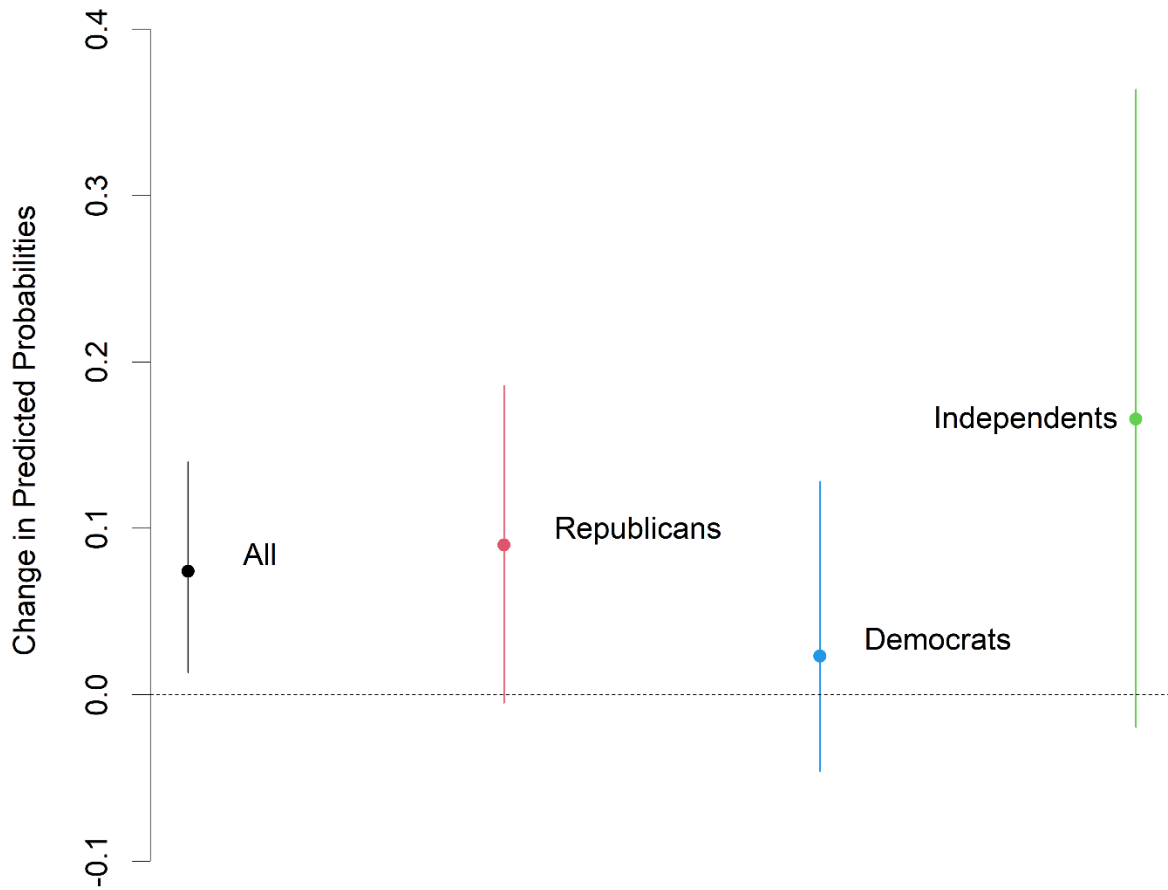 0.4
0.3
0.2
0.1
0.0
-0.1
Change in Predicted Probabilities
All
Republicans
Democrats
Independents